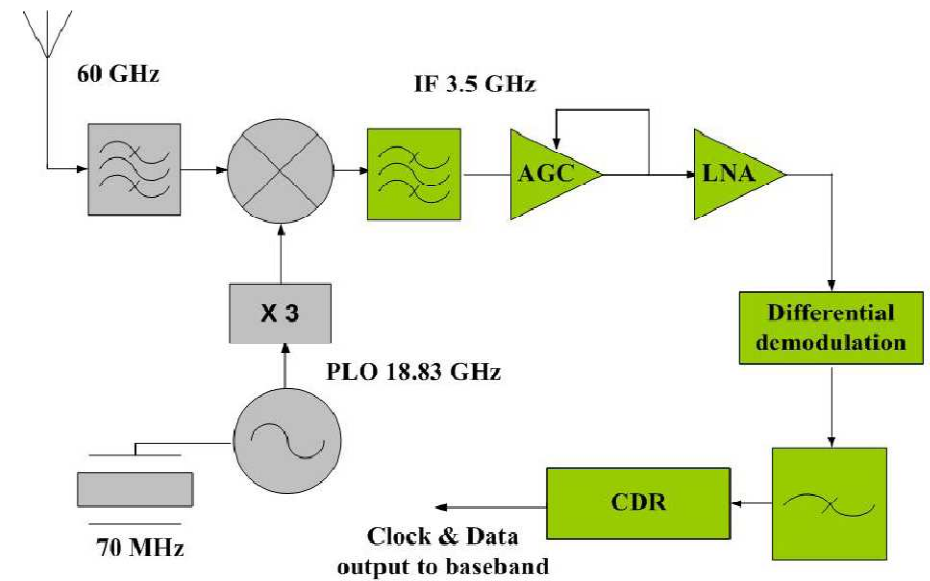 60 GHz
IF 3.5 GHz
AGC
LNA
X 3
Differential
demodulation
PLO 18.83 GHz
CDR
70 MHz
Clock & Data
output to baseband